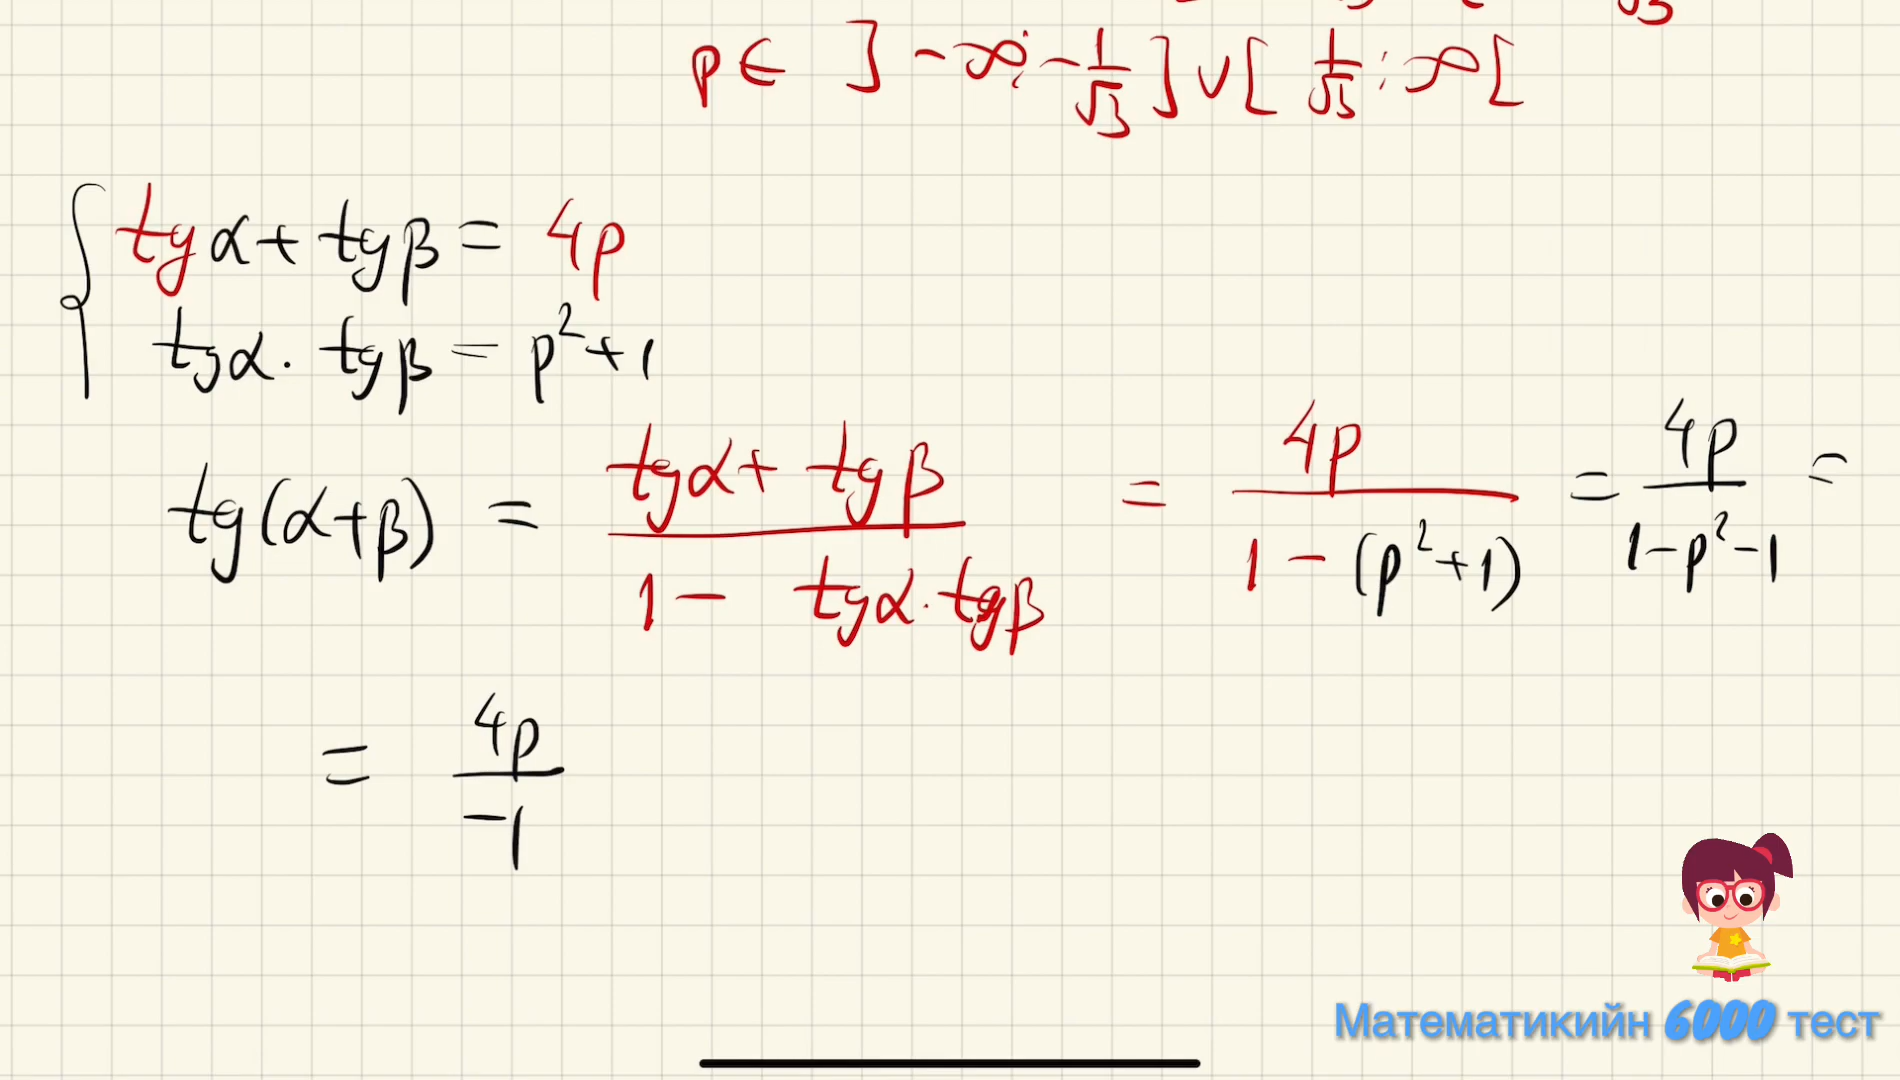 p ∈ ]-∞; -1/√3] ∪ [1/√3; ∞[
tgα + tgβ = 4p
tgα · tgβ = p² + 1
tg(α+β) = (tgα + tgβ)/(1 - tgα · tgβ) = 4p/(1 - (p²+1)) = 4p/(1-p²-1) =
= 4p/-1
Математикийн 6000 тест